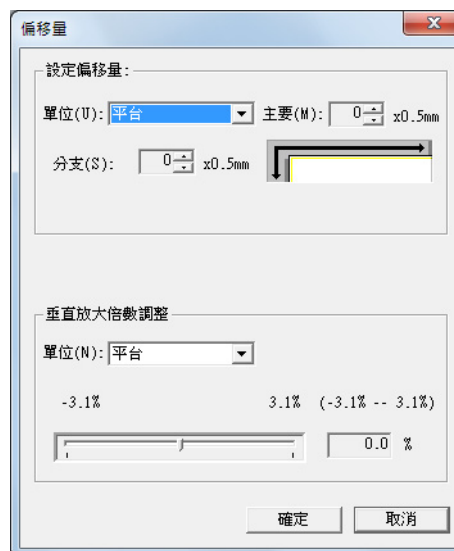 偏移量
設定偏移量:
單位(U): 平台 主要(M): 0 x0.5mm
分支(S): 0 x0.5mm
垂直放大倍數調整
單位(N): 平台
-3.1% 3.1% (-3.1% -- 3.1%)
0.0 %
確定 取消